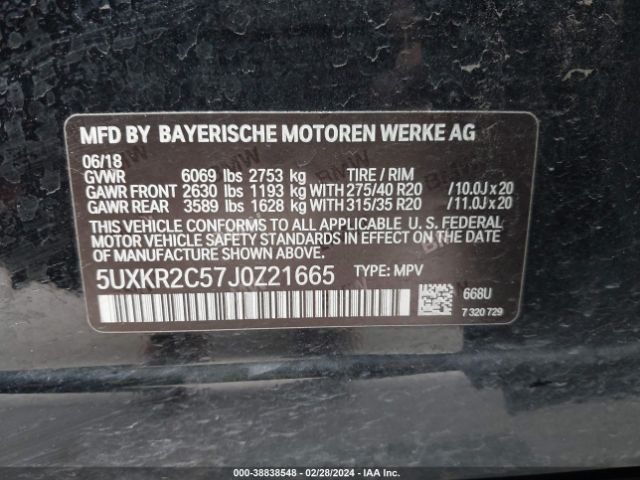 MFD BY BAYERISCHE MOTOREN WERKE AG
06/18
GVWR 6069 lbs 2753 kg TIRE / RIM
GAWR FRONT 2630 lbs 1193 kg WITH 275/40 R20 /10.0J x 20
GAWR REAR 3589 lbs 1628 kg WITH 315/35 R20 /11.0J x 20
THIS VEHICLE CONFORMS TO ALL APPLICABLE U. S. FEDERAL
MOTOR VEHICLE SAFETY STANDARDS IN EFFECT ON THE DATE
OF MANUFACTURE SHOWN ABOVE.
5UXKR2C57J0Z21665 TYPE: MPV
668U
7 320 729
000-38838548 - 02/28/2024 - IAA Inc. - Copyright